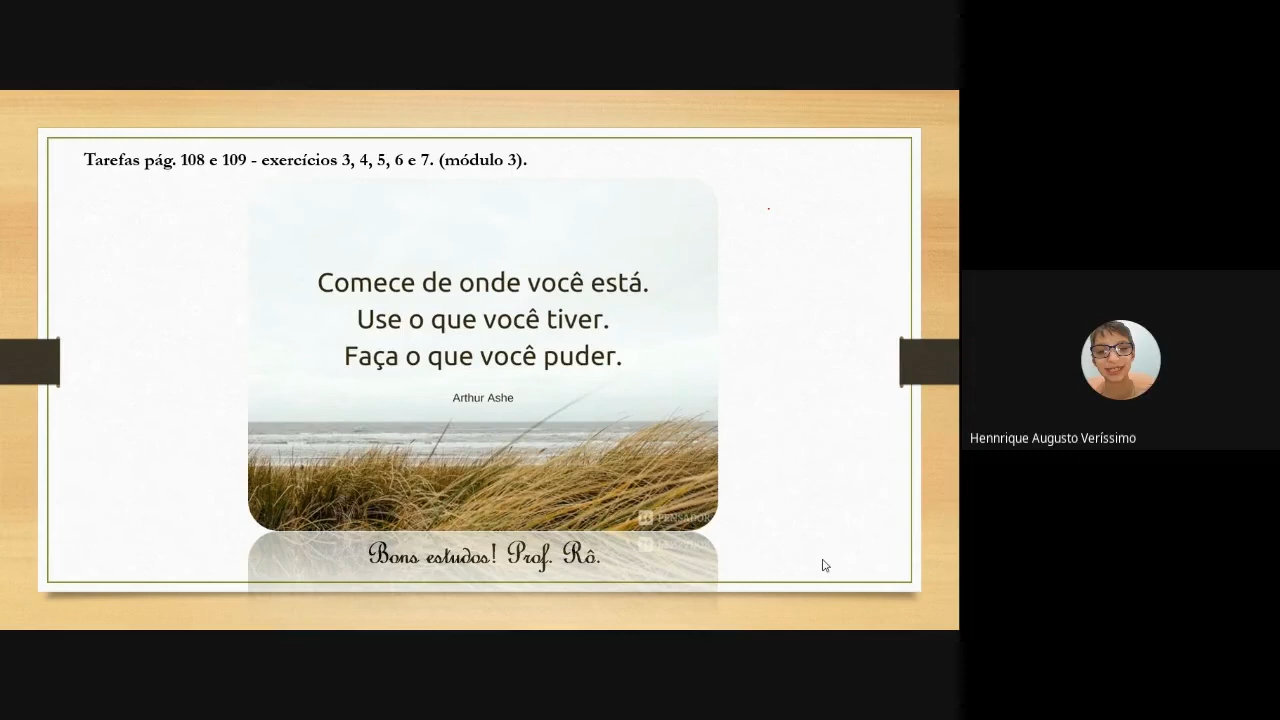 Tarefas pág. 108 e 109 - exercícios 3, 4, 5, 6 e 7. (módulo 3).
Comece de onde você está.
Use o que você tiver.
Faça o que você puder.
Arthur Ashe
PENSADOR
Bons estudos! Prof. Rô.
Hennrique Augusto Veríssimo